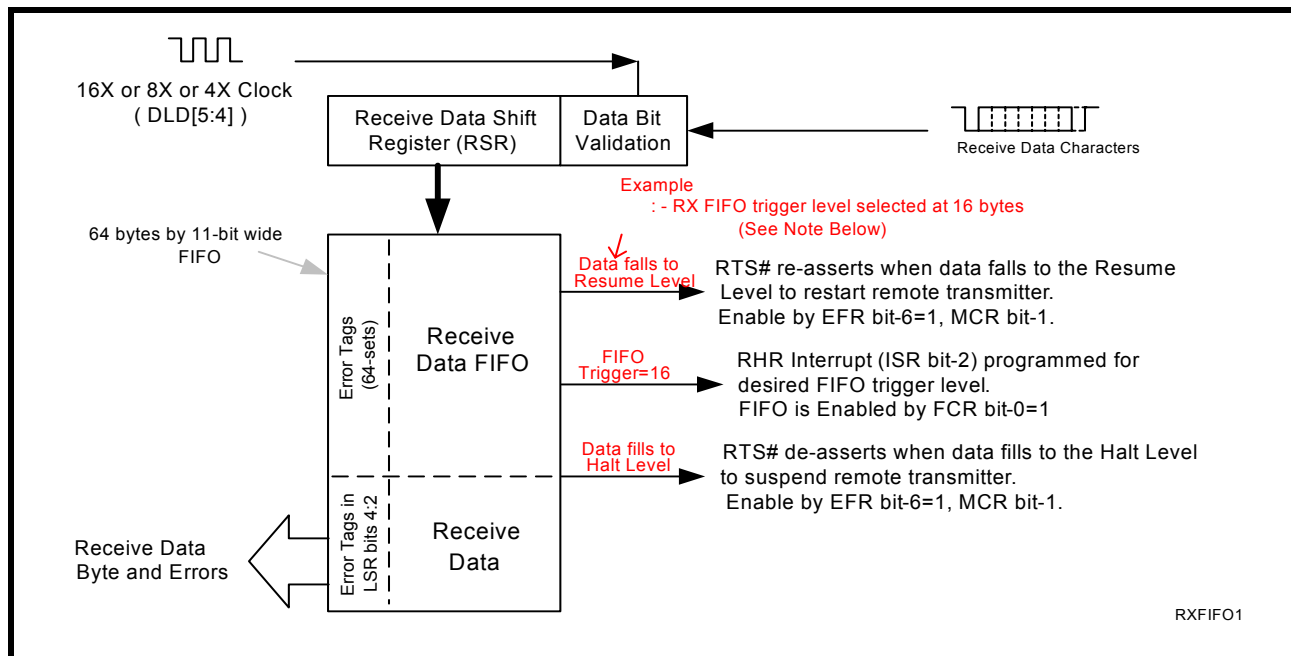 16X or 8X or 4X Clock
( DLD[5:4] )
Receive Data Shift
Register (RSR)
Data Bit
Validation
Receive Data Characters
Example
: - RX FIFO trigger level selected at 16 bytes
(See Note Below)
64 bytes by 11-bit wide
FIFO
Error Tags
(64-sets)
Receive
Data FIFO
Data falls to
Resume Level
RTS# re-asserts when data falls to the Resume
Level to restart remote transmitter.
Enable by EFR bit-6=1, MCR bit-1.
FIFO
Trigger=16
RHR Interrupt (ISR bit-2) programmed for
desired FIFO trigger level.
FIFO is Enabled by FCR bit-0=1
Data fills to
Halt Level
RTS# de-asserts when data fills to the Halt Level
to suspend remote transmitter.
Enable by EFR bit-6=1, MCR bit-1.
Error Tags in
LSR bits 4:2
Receive
Data
Receive Data
Byte and Errors
RXFIFO1